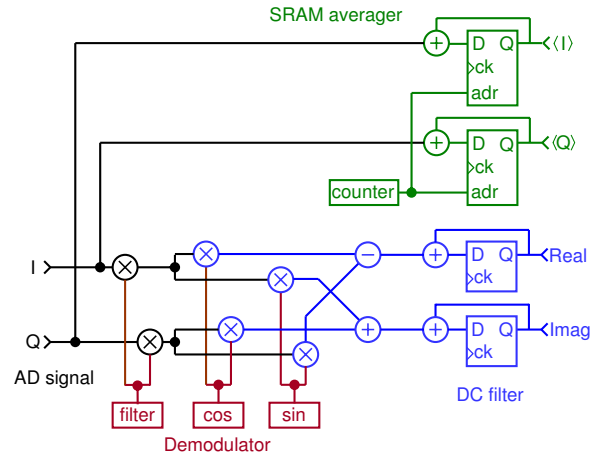 SRAM averager
D Q ⟨I⟩
ck
adr
D Q ⟨Q⟩
ck
counter adr
I
D Q Real
ck
Q
D Q Imag
ck
AD signal
DC filter
filter cos sin
Demodulator